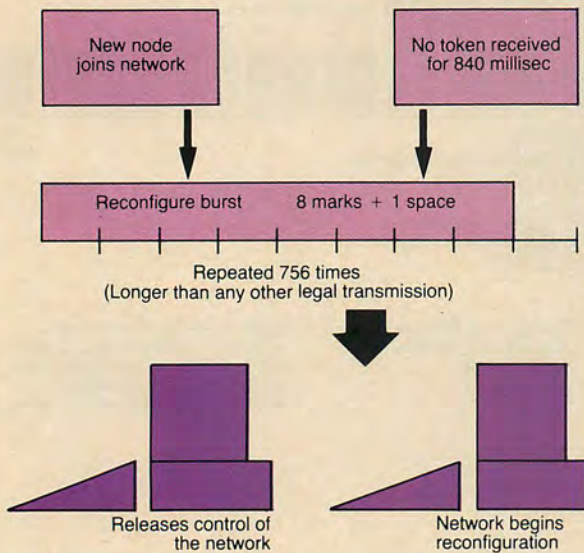 New node
joins network
No token received
for 840 millisec
Reconfigure burst 8 marks + 1 space
Repeated 756 times
(Longer than any other legal transmission)
Releases control of
the network
Network begins
reconfiguration